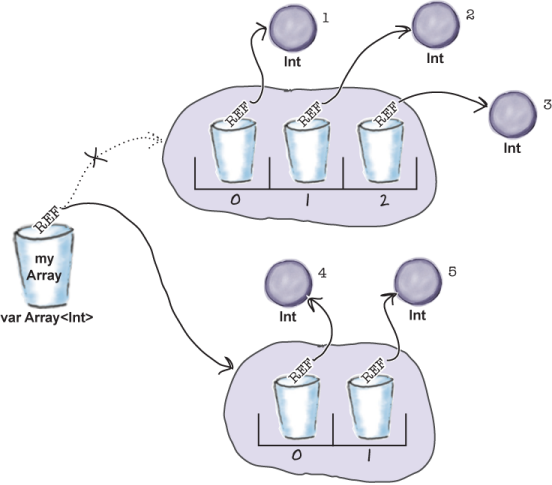 1
2
Int
Int
3
REF
REF
REF
Int
0
1
2
REF
my
Array
var Array<Int>
4
5
Int
Int
REF
REF
0
1